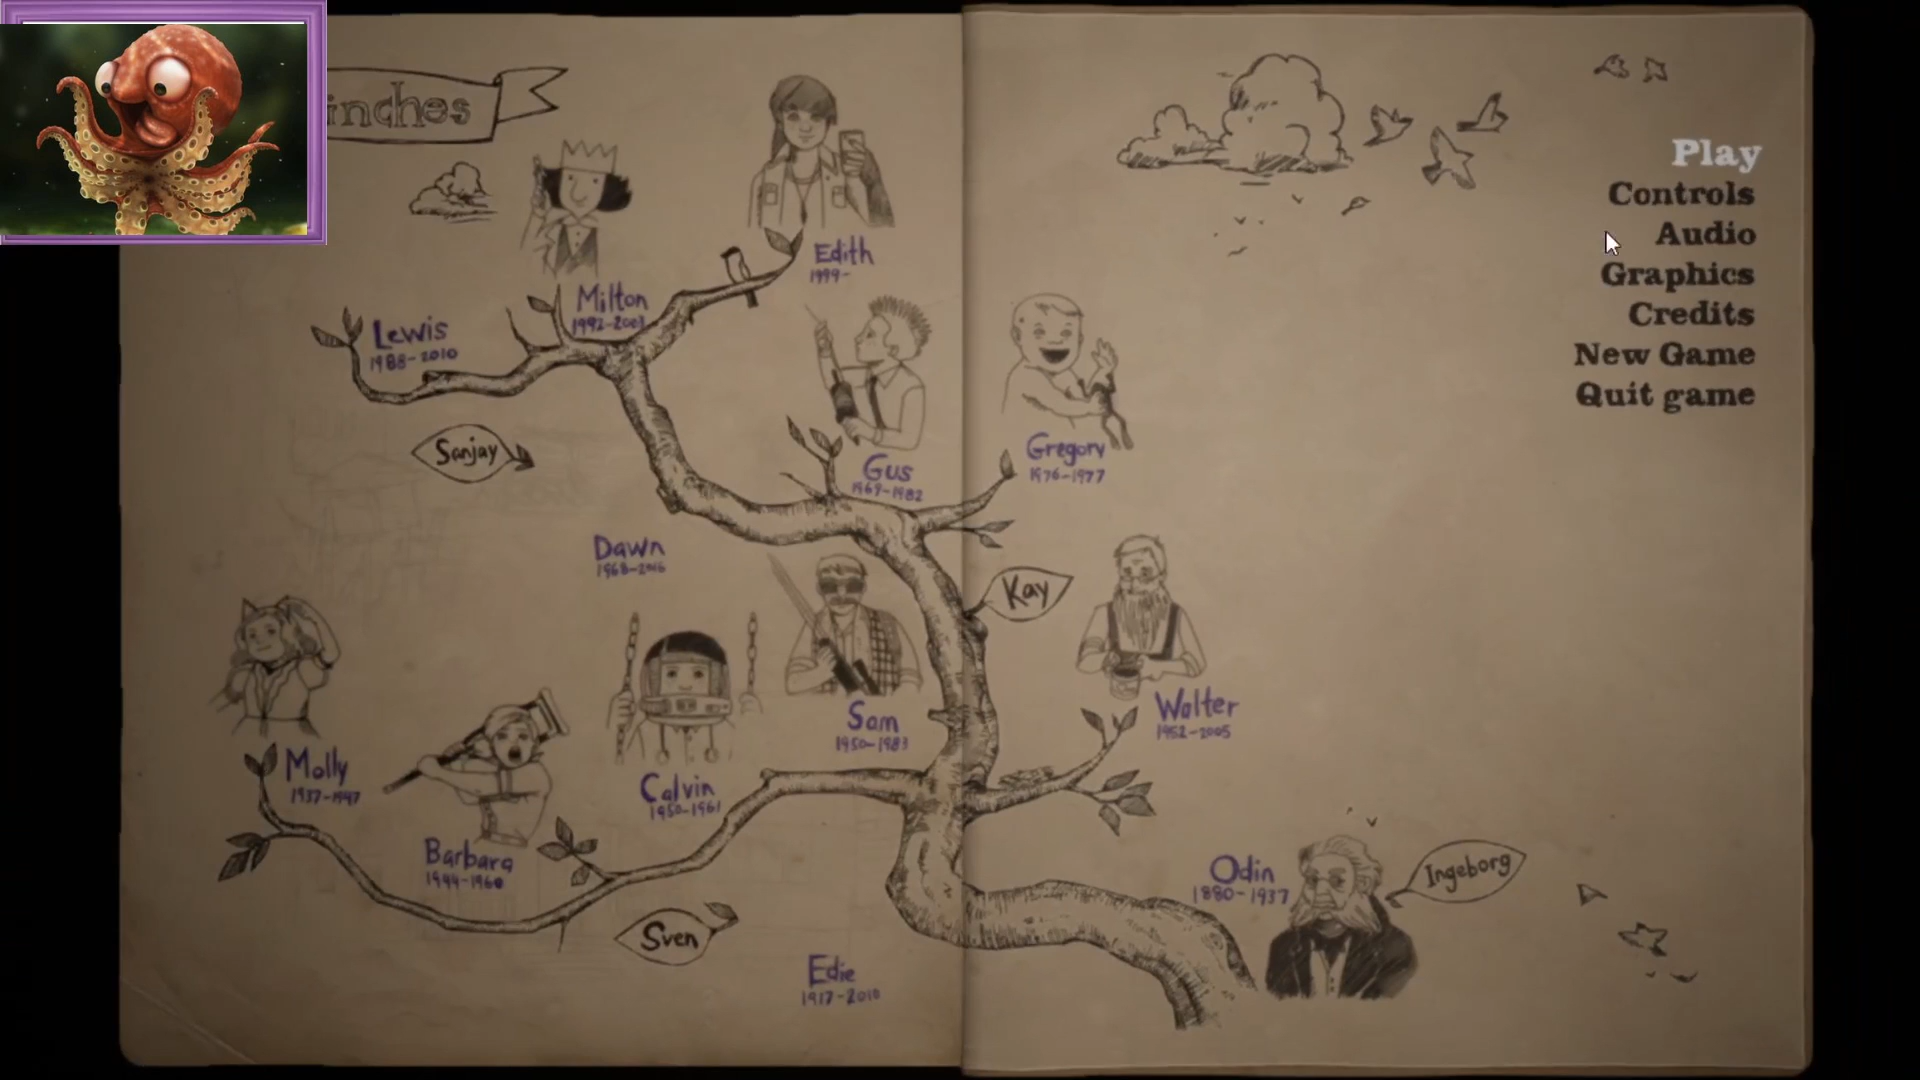 inches
Edith
1999-
Milton
1992-2003
Lewis
1988-2010
Sanjay
Gus
1969-1982
Gregory
1976-1977
Dawn
1968-2016
Kay
Sam
1950-1983
Walter
1952-2005
Molly
1937-1947
Calvin
1950-1961
Barbara
1944-1960
Sven
Edie
1917-2010
Odin
1880-1937
Ingeborg
Play
Controls
Audio
Graphics
Credits
New Game
Quit game